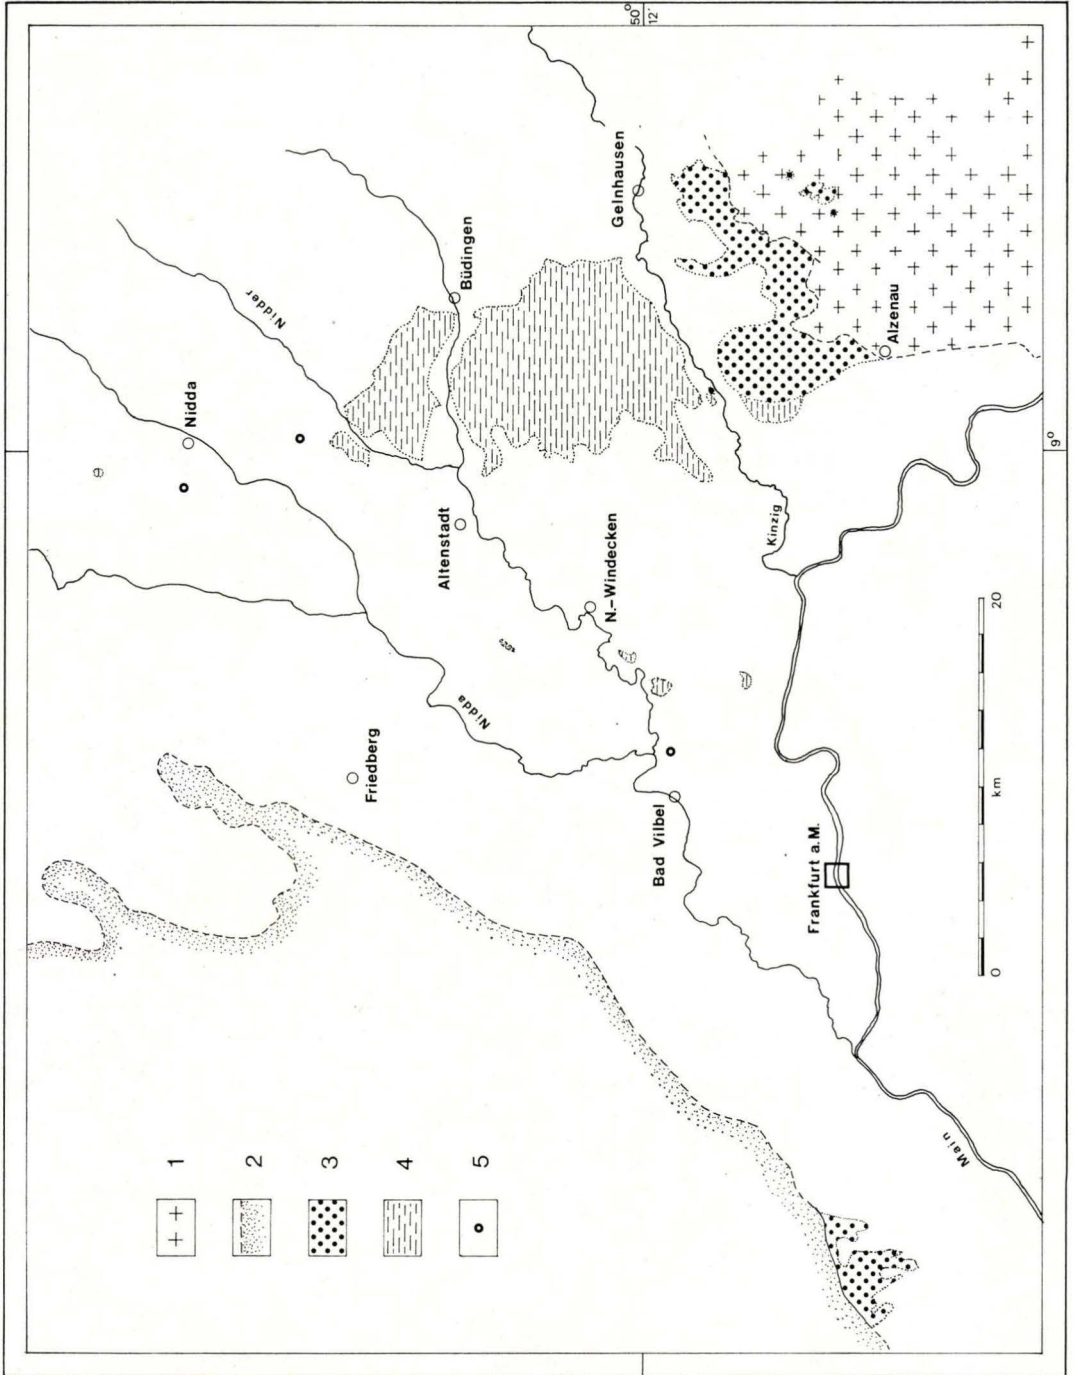 50°
12'
Nidda
Nidder
Büdingen
Gelnhausen
Alzenau
9°
Altenstadt
Kinzig
N.-Windecken
Nidda
Friedberg
Bad Vilbel
Frankfurt a.M.
Main
0
km
20
1
2
3
4
5